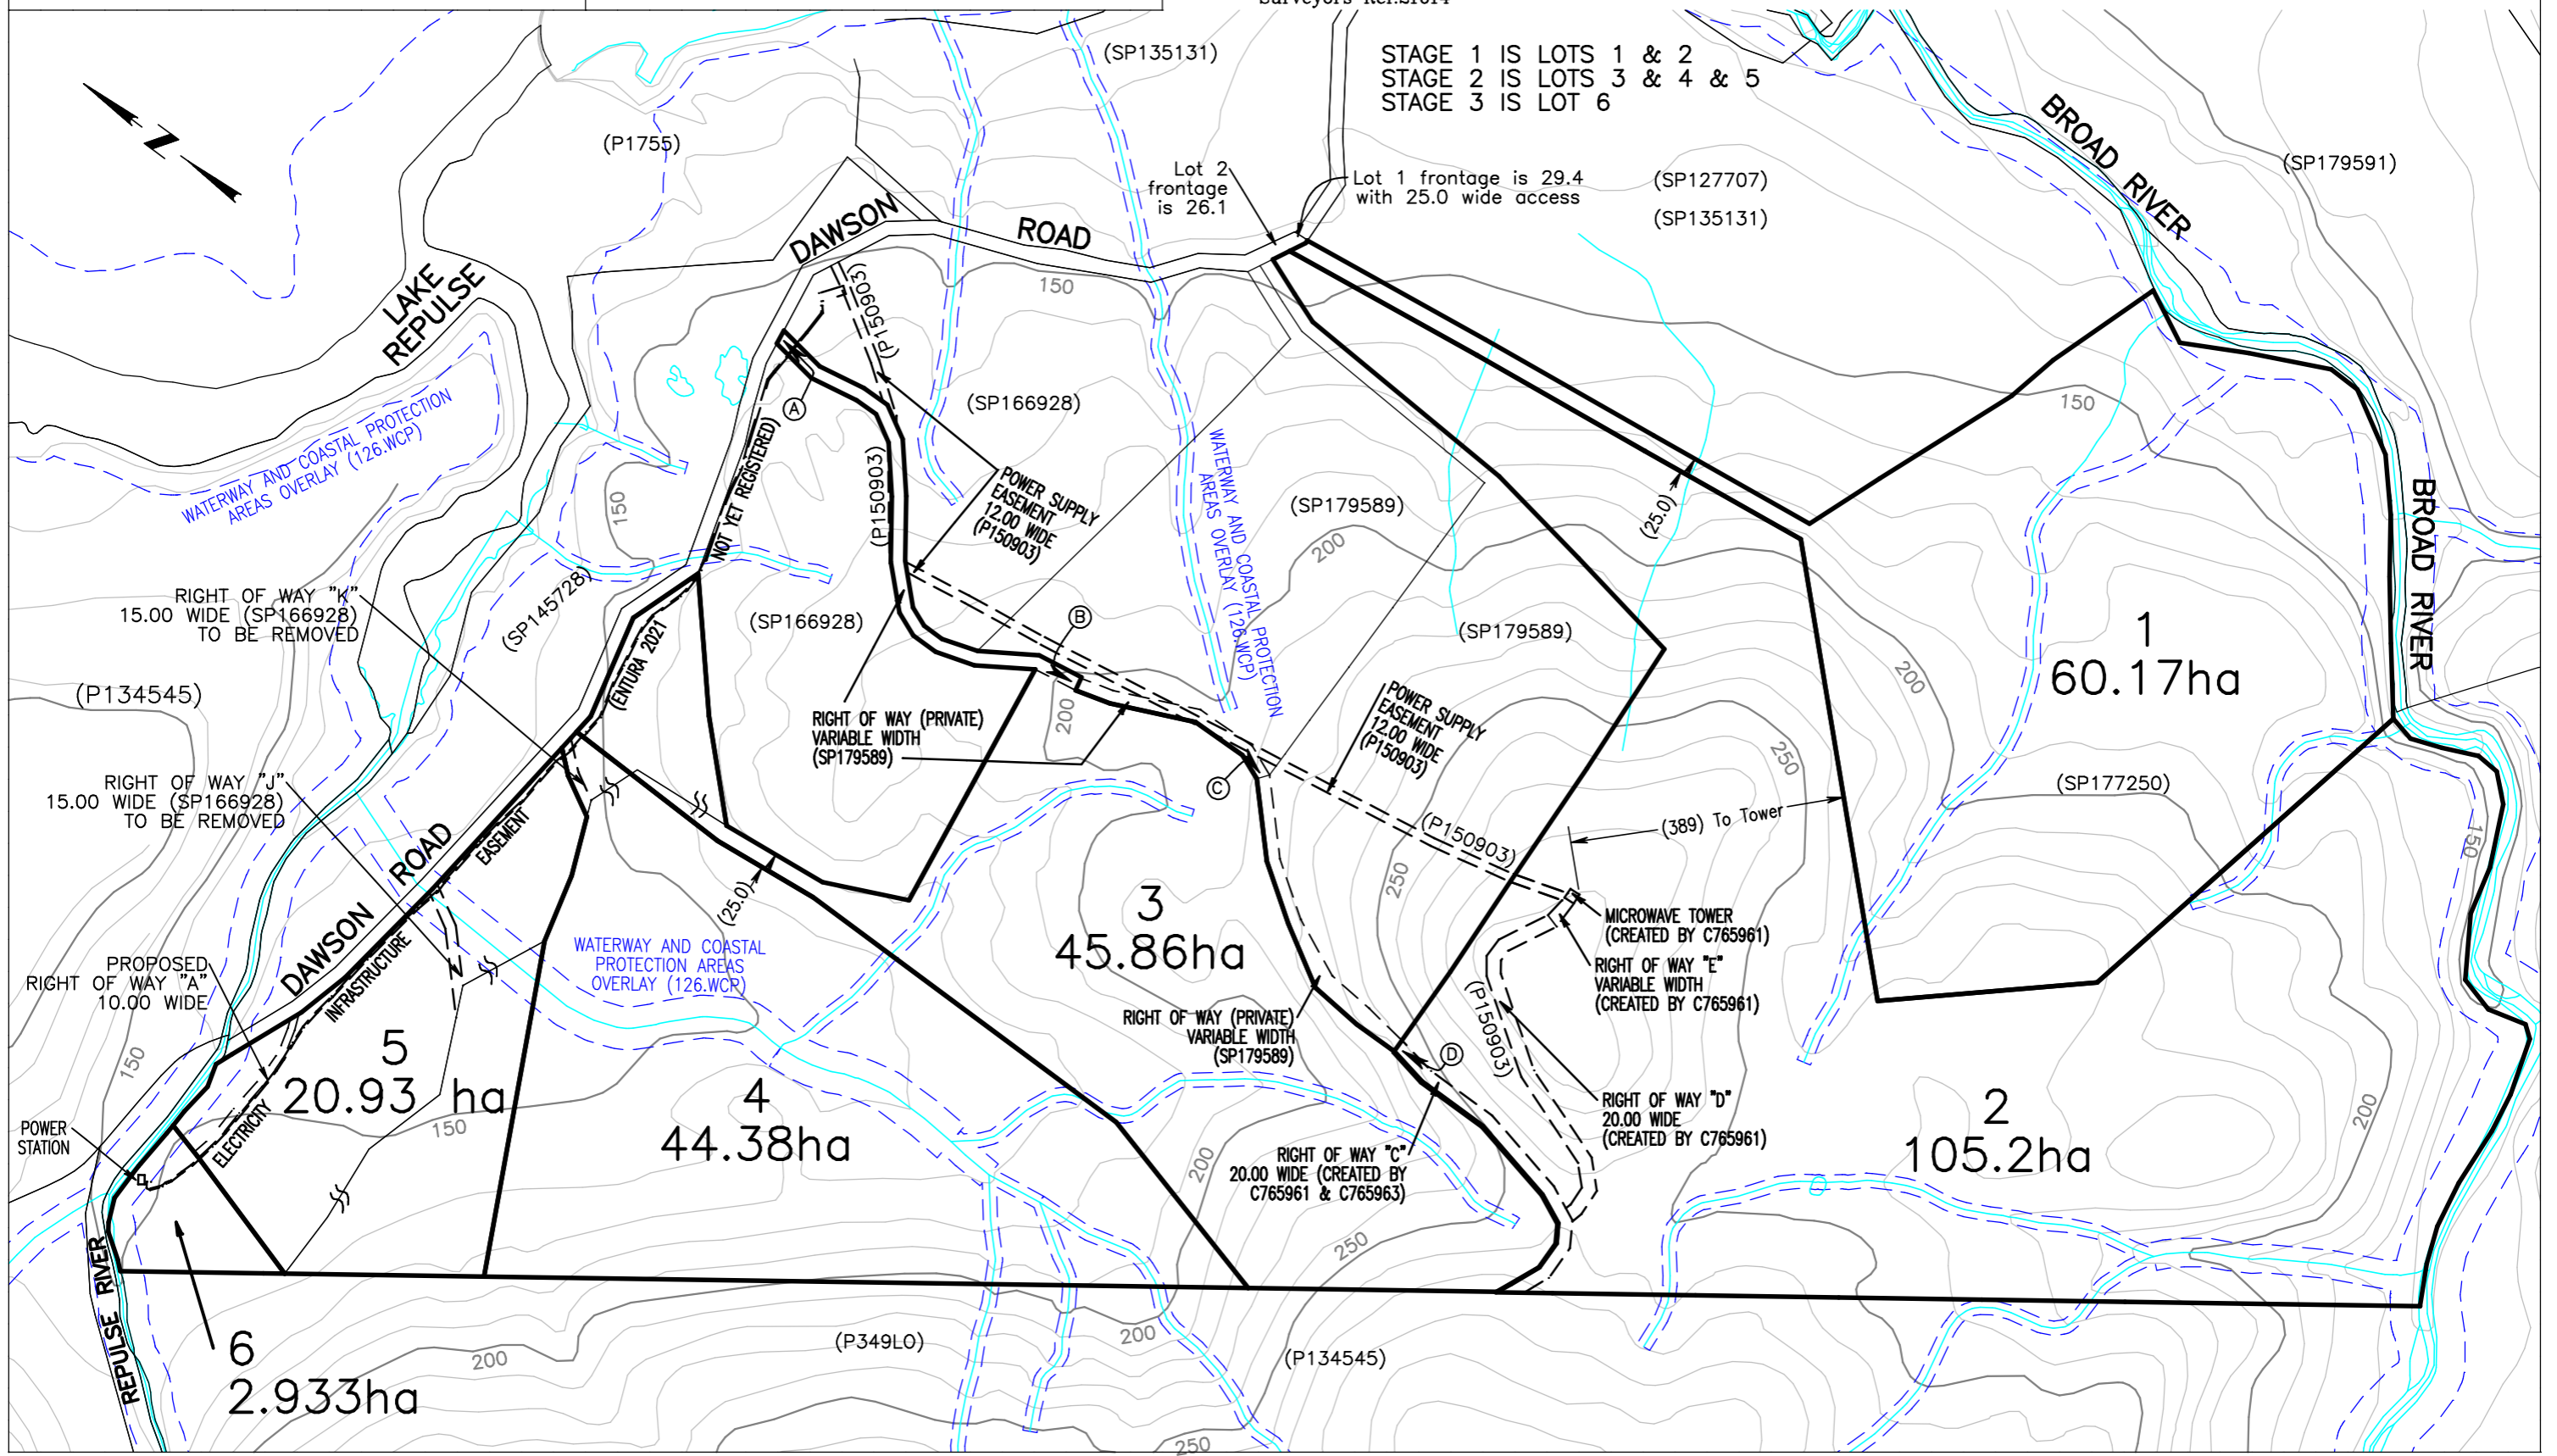 Surveyors Ref.21014
STAGE 1 IS LOTS 1 & 2
STAGE 2 IS LOTS 3 & 4 & 5
STAGE 3 IS LOT 6
(SP135131)
(P1755)
N
Lot 2
frontage
is 26.1
Lot 1 frontage is 29.4
with 25.0 wide access
(SP127707)
(SP135131)
BROAD RIVER
(SP179591)
DAWSON ROAD
LAKE
REPULSE
150
(P150903)
WATERWAY AND COASTAL PROTECTION
AREAS OVERLAY (126.WCP)
A
(SP166928)
150
150
NOT YET REGISTERED)
(P150903)
POWER SUPPLY
EASEMENT
12.00 WIDE
(P150903)
WATERWAY AND COASTAL PROTECTION
AREAS OVERLAY (126.WCP)
(SP179589)
200
(25.0)
BROAD RIVER
RIGHT OF WAY "K"
15.00 WIDE (SP166928)
TO BE REMOVED
(SP145728)
(SP166928)
B
(SP179589)
1
60.17ha
200
(P134545)
(ENTURA 2021
RIGHT OF WAY (PRIVATE)
VARIABLE WIDTH
(SP179589)
200
POWER SUPPLY
EASEMENT
12.00 WIDE
(P150903)
250
(SP177250)
RIGHT OF WAY "J"
15.00 WIDE (SP166928)
TO BE REMOVED
C
(P150903)
(389) To Tower
150
DAWSON ROAD
EASEMENT
(25.0)
250
3
45.86ha
MICROWAVE TOWER
(CREATED BY C765961)
PROPOSED
RIGHT OF WAY "A"
10.00 WIDE
INFRASTRUCTURE
WATERWAY AND COASTAL
PROTECTION AREAS
OVERLAY (126.WCP)
RIGHT OF WAY "E"
VARIABLE WIDTH
(CREATED BY C765961)
(P150903)
RIGHT OF WAY (PRIVATE)
VARIABLE WIDTH
(SP179589)
D
150
5
20.93 ha
4
44.38ha
RIGHT OF WAY "D"
20.00 WIDE
(CREATED BY C765961)
2
105.2ha
200
POWER
STATION
ELECTRICITY
150
200
RIGHT OF WAY "C"
20.00 WIDE (CREATED BY
C765961 & C765963)
250
REPULSE RIVER
6
2.933ha
200
(P349LO)
200
(P134545)
250